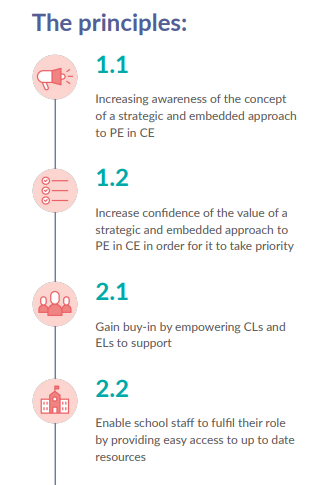 The principles:
1.1
Increasing awareness of the concept
of a strategic and embedded approach
to PE in CE
1.2
Increase confidence of the value of a
strategic and embedded approach to
PE in CE in order for it to take priority
2.1
Gain buy-in by empowering CLs and
ELs to support
2.2
Enable school staff to fulfil their role
by providing easy access to up to date
resources